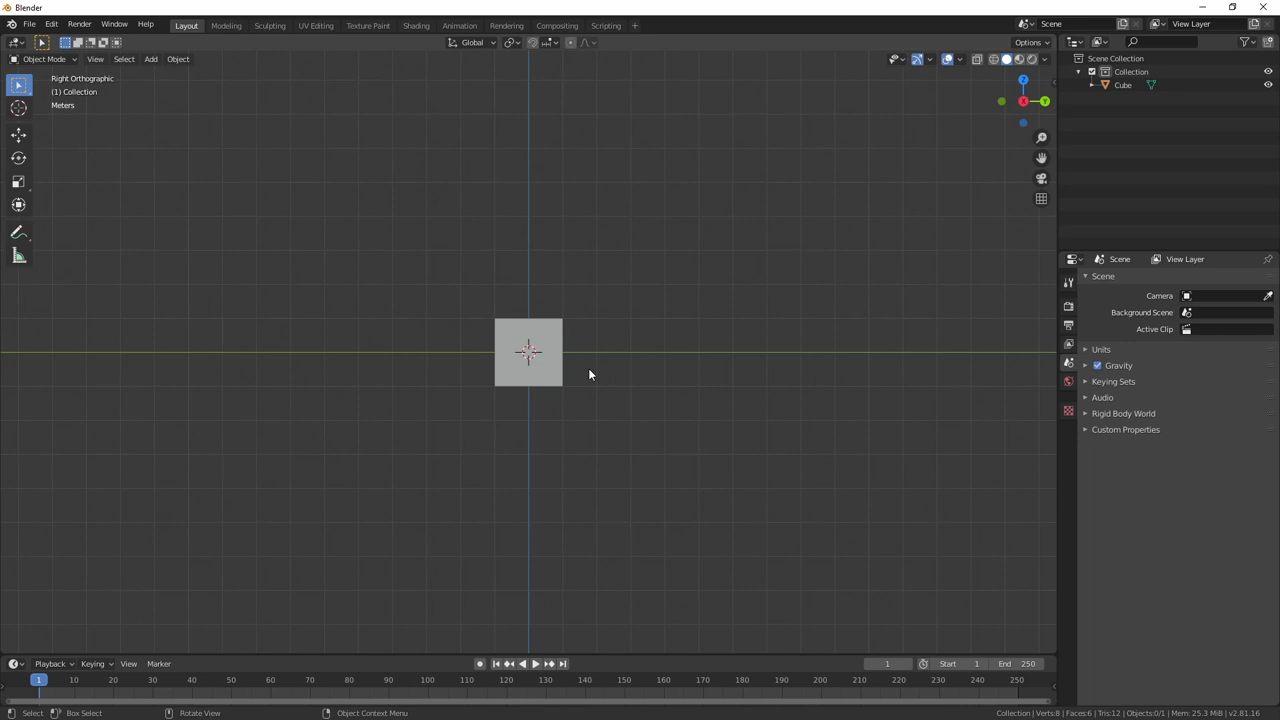 Blender
File Edit Render Window Help Layout Modeling Sculpting UV Editing Texture Paint Shading Animation Rendering Compositing Scripting + Scene View Layer
Global Options
Object Mode View Select Add Object
Right Orthographic
(1) Collection
Meters
Z
X
Y
Scene Collection
Collection
Cube
Scene View Layer
Scene
Camera
Background Scene
Active Clip
Units
Gravity
Keying Sets
Audio
Rigid Body World
Custom Properties
Playback Keying View Marker 1 Start 1 End 250
1 10 20 30 40 50 60 70 80 90 100 110 120 130 140 150 160 170 180 190 200 210 220 230 240 250
Select Box Select Rotate View Object Context Menu Collection | Verts:8 | Faces:6 | Tris:12 | Objects:0/1 | Mem: 25.3 MiB | v2.81.16